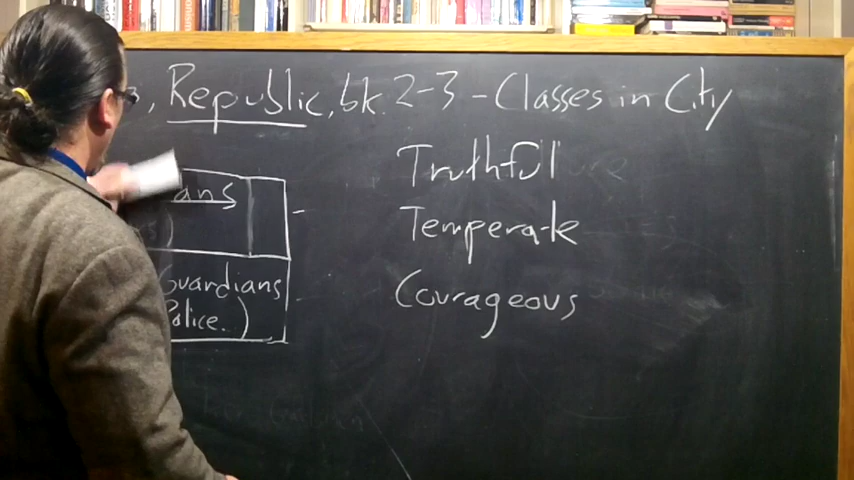 , Republic, bk. 2-3 - Classes in City
Truthful
Temperate
Courageous
ans
Guardians
Police.)